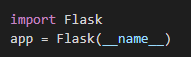 import Flask
app = Flask(__name__)